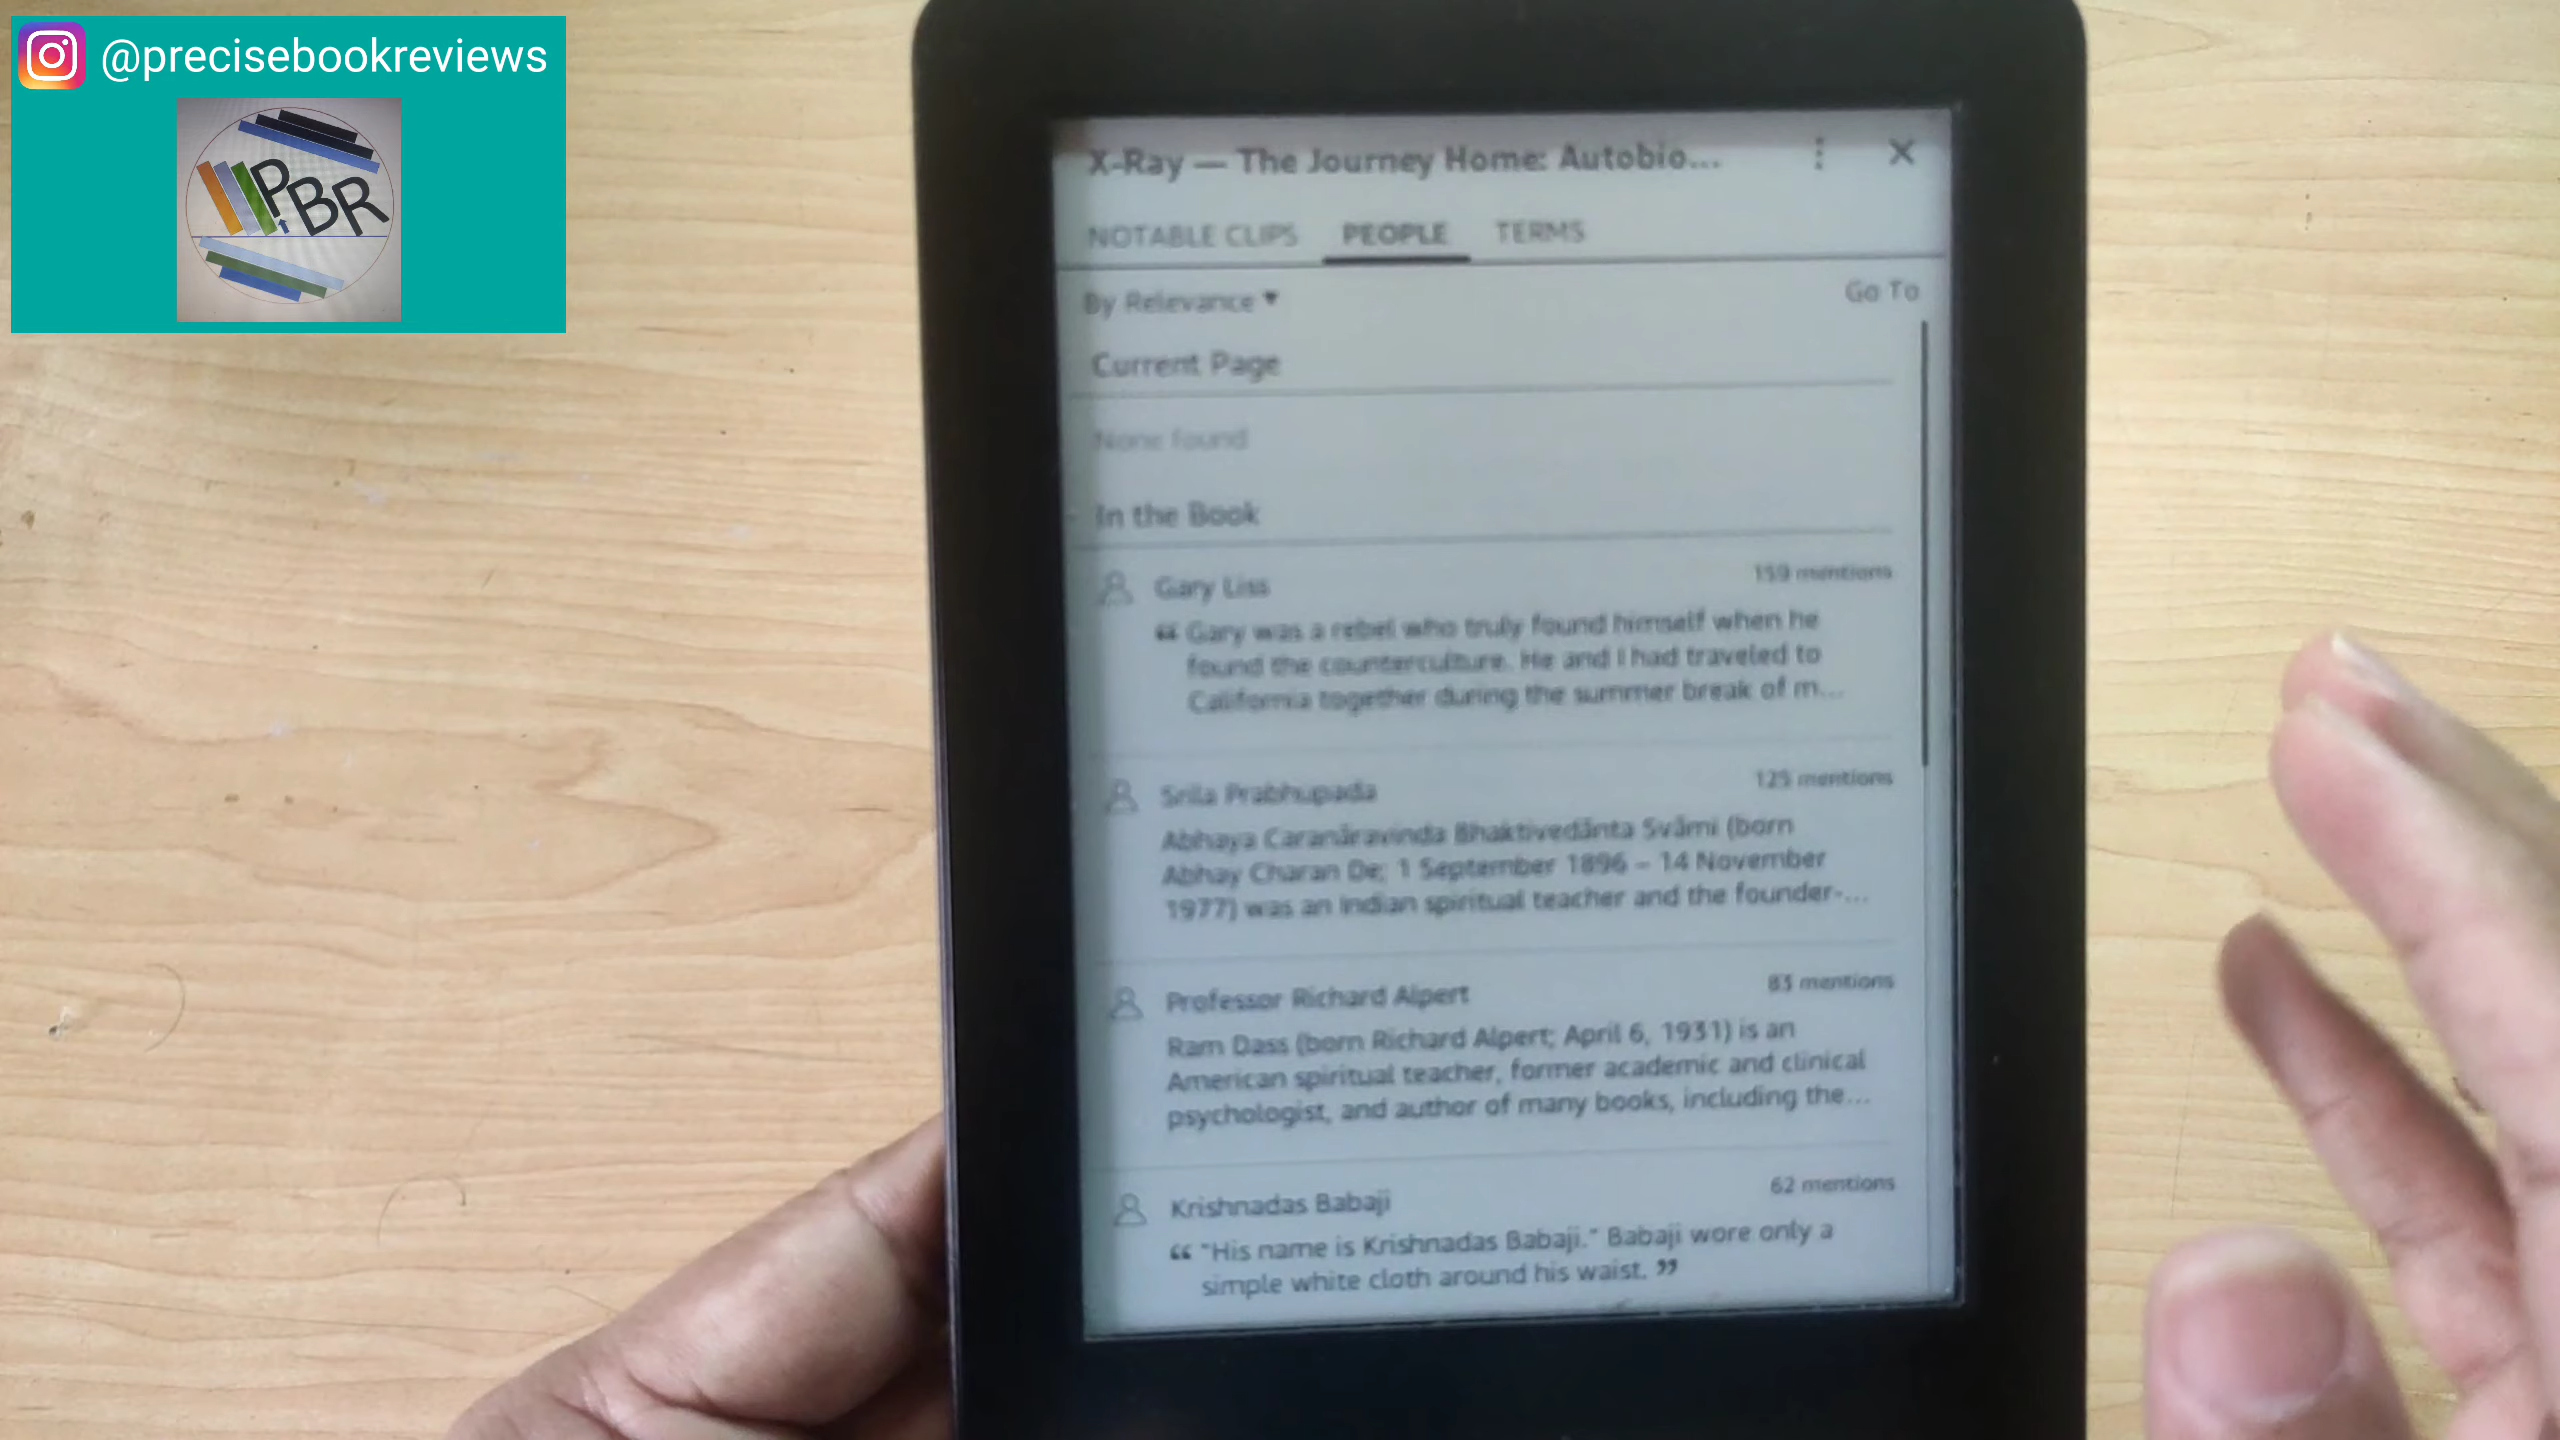 @precisebookreviews
PBR
X-Ray — The Journey Home: Autobio...
NOTABLE CLIPS PEOPLE TERMS
By Relevance ▼ Go To
Current Page
None found
In the Book
Gary Liss 159 mentions
“ Gary was a rebel who truly found himself when he
found the counterculture. He and I had traveled to
California together during the summer break of m...
Srila Prabhupada 125 mentions
Abhaya Caranāravinda Bhaktivedānta Svāmi (born
Abhay Charan De; 1 September 1896 – 14 November
1977) was an Indian spiritual teacher and the founder-...
Professor Richard Alpert 83 mentions
Ram Dass (born Richard Alpert; April 6, 1931) is an
American spiritual teacher, former academic and clinical
psychologist, and author of many books, including the...
Krishnadas Babaji 62 mentions
“ "His name is Krishnadas Babaji." Babaji wore only a
simple white cloth around his waist. ”